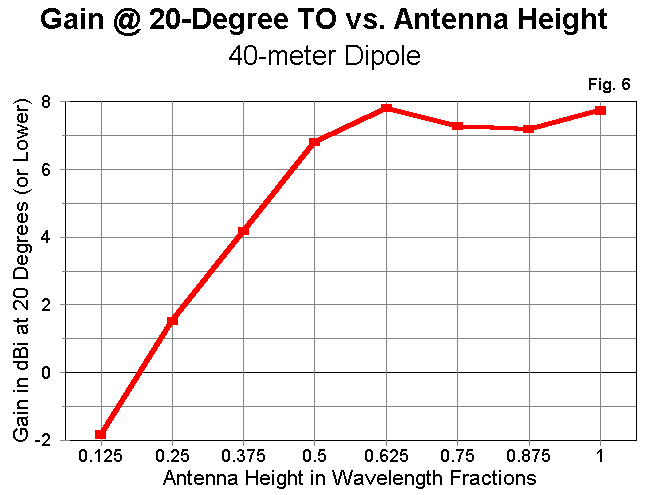 Gain @ 20-Degree TO vs. Antenna Height
40-meter Dipole
Fig. 6
Gain in dBi at 20 Degrees (or Lower)
8
6
4
2
0
-2
0.125 0.25 0.375 0.5 0.625 0.75 0.875 1
Antenna Height in Wavelength Fractions